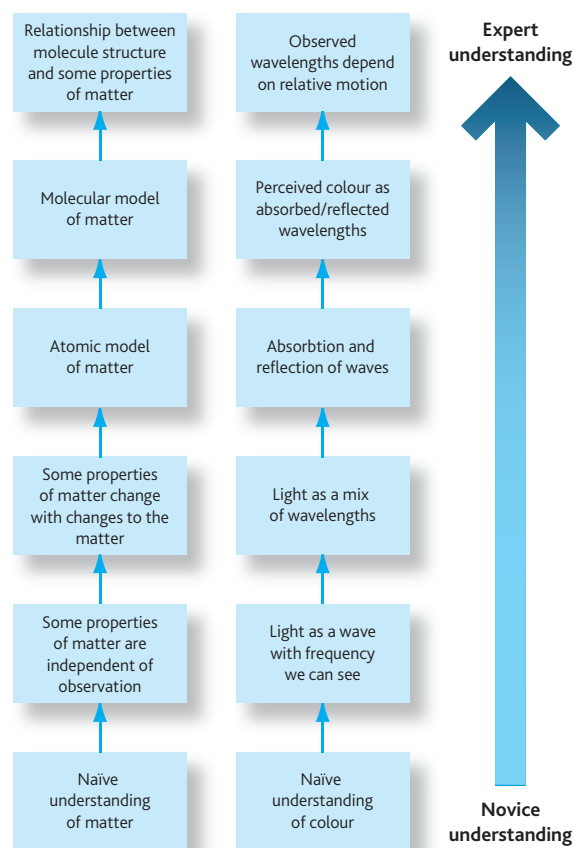 Relationship between
molecule structure
and some properties
of matter
Molecular model
of matter
Atomic model
of matter
Some properties
of matter change
with changes to the
matter
Some properties
of matter are
independent of
observation
Naïve
understanding
of matter
Observed
wavelengths depend
on relative motion
Perceived colour as
absorbed/reflected
wavelengths
Absorbtion and
reflection of waves
Light as a mix
of wavelengths
Light as a wave
with frequency
we can see
Naïve
understanding
of colour
Expert
understanding
Novice
understanding